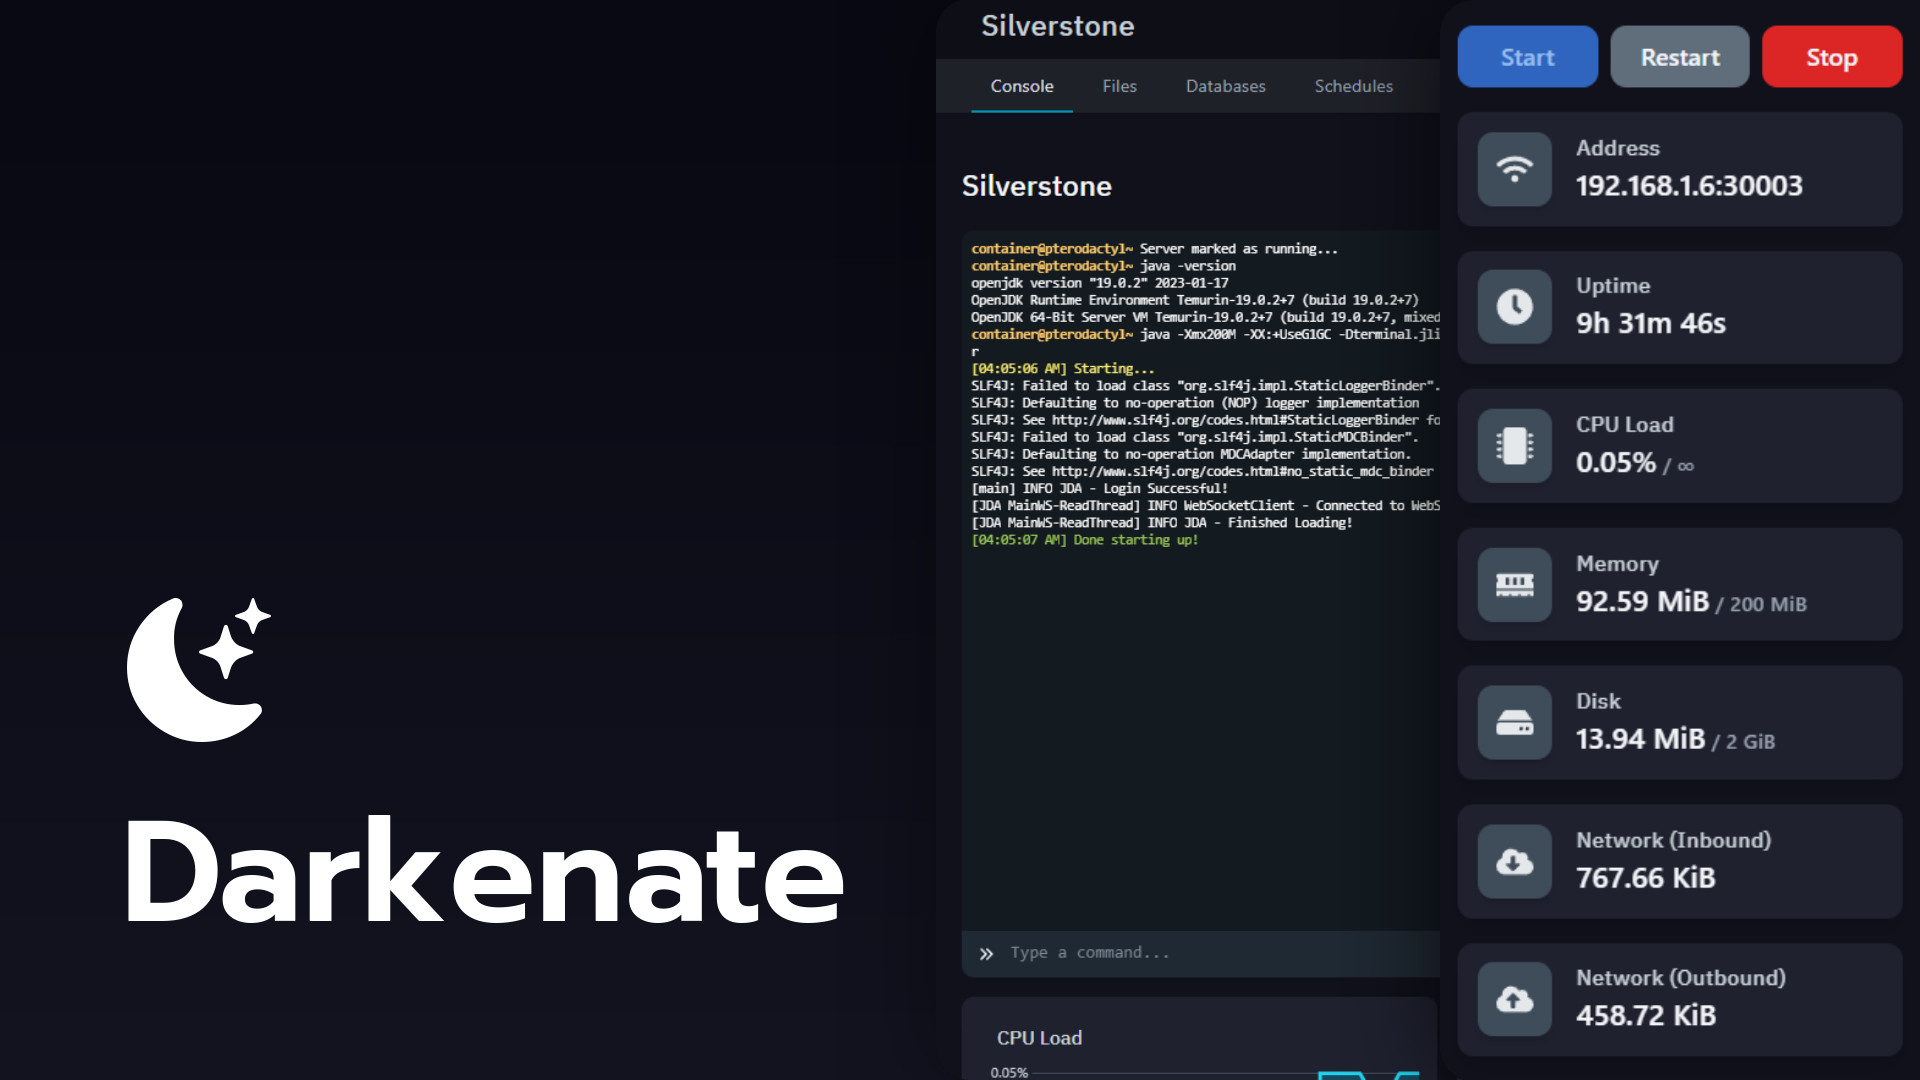 Darkenate
Silverstone
Console Files Databases Schedules
Silverstone
container@pterodactyl~ Server marked as running...
container@pterodactyl~ java -version
openjdk version "19.0.2" 2023-01-17
OpenJDK Runtime Environment Temurin-19.0.2+7 (build 19.0.2+7)
OpenJDK 64-Bit Server VM Temurin-19.0.2+7 (build 19.0.2+7, mixed
container@pterodactyl~ java -Xmx200M -XX:+UseG1GC -Dterminal.jli
r
[04:05:06 AM] Starting...
SLF4J: Failed to load class "org.slf4j.impl.StaticLoggerBinder".
SLF4J: Defaulting to no-operation (NOP) logger implementation
SLF4J: See http://www.slf4j.org/codes.html#StaticLoggerBinder fo
SLF4J: Failed to load class "org.slf4j.impl.StaticMDCBinder".
SLF4J: Defaulting to no-operation MDCAdapter implementation.
SLF4J: See http://www.slf4j.org/codes.html#no_static_mdc_binder
[main] INFO JDA - Login Successful!
[JDA MainWS-ReadThread] INFO WebSocketClient - Connected to WebS
[JDA MainWS-ReadThread] INFO JDA - Finished Loading!
[04:05:07 AM] Done starting up!
Type a command...
CPU Load
0.05%
Start Restart Stop
Address
192.168.1.6:30003
Uptime
9h 31m 46s
CPU Load
0.05% / ∞
Memory
92.59 MiB / 200 MiB
Disk
13.94 MiB / 2 GiB
Network (Inbound)
767.66 KiB
Network (Outbound)
458.72 KiB